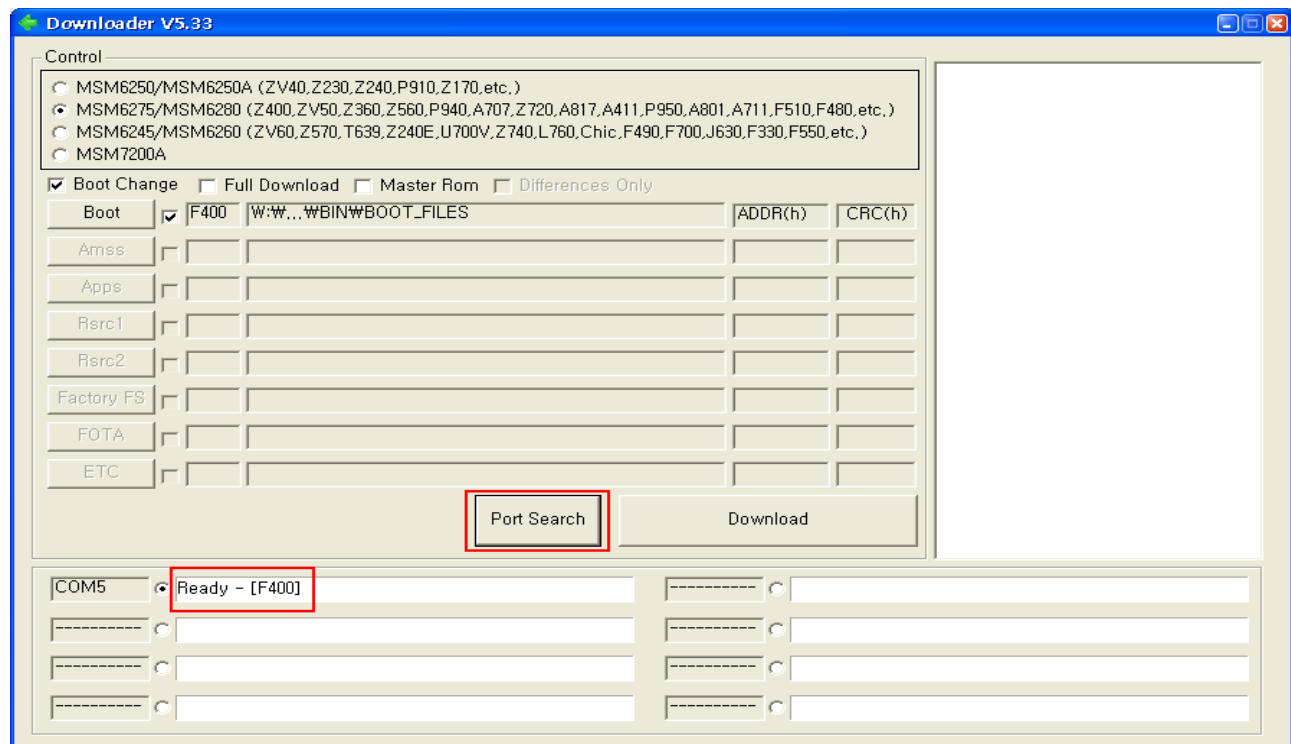 Downloader V5.33
Control
MSM6250/MSM6250A (ZV40,Z230,Z240,P910,Z170,etc,)
MSM6275/MSM6280 (Z400,ZV50,Z360,Z560,P940,A707,Z720,A817,A411,P950,A801,A711,F510,F480,etc,)
MSM6245/MSM6260 (ZV60,Z570,T639,Z240E,U700V,Z740,L760,Chic,F490,F700,J630,F330,F550,etc,)
MSM7200A
Boot Change Full Download Master Rom Differences Only
Boot F400 ₩:₩,,,₩BIN₩BOOT_FILES ADDR(h) CRC(h)
Amss
Apps
Rsrc1
Rsrc2
Factory FS
FOTA
ETC
Port Search Download
COM5 Ready - [F400] ----------
---------- ----------
---------- ----------
---------- ----------